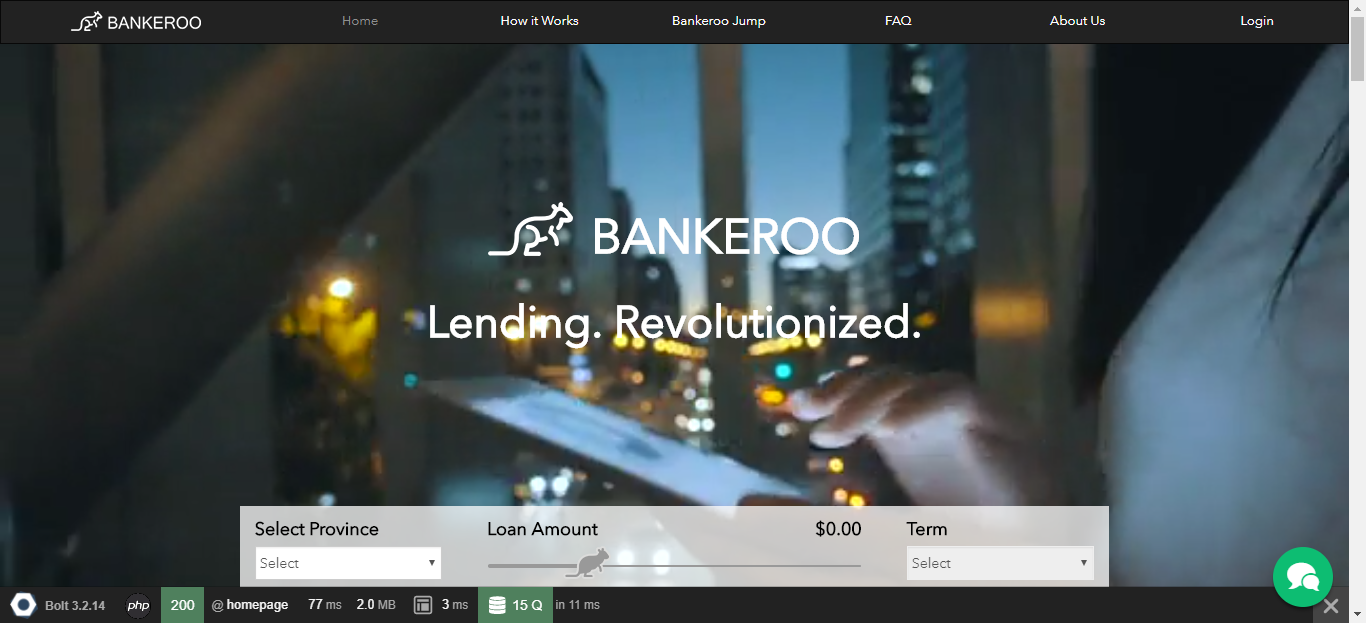 BANKEROO Home How it Works Bankeroo Jump FAQ About Us Login
BANKEROO
Lending. Revolutionized.
Select Province Loan Amount $0.00 Term
Select Select
Bolt 3.2.14 php 200 @ homepage 77 ms 2.0 MB 3 ms 15 Q in 11 ms